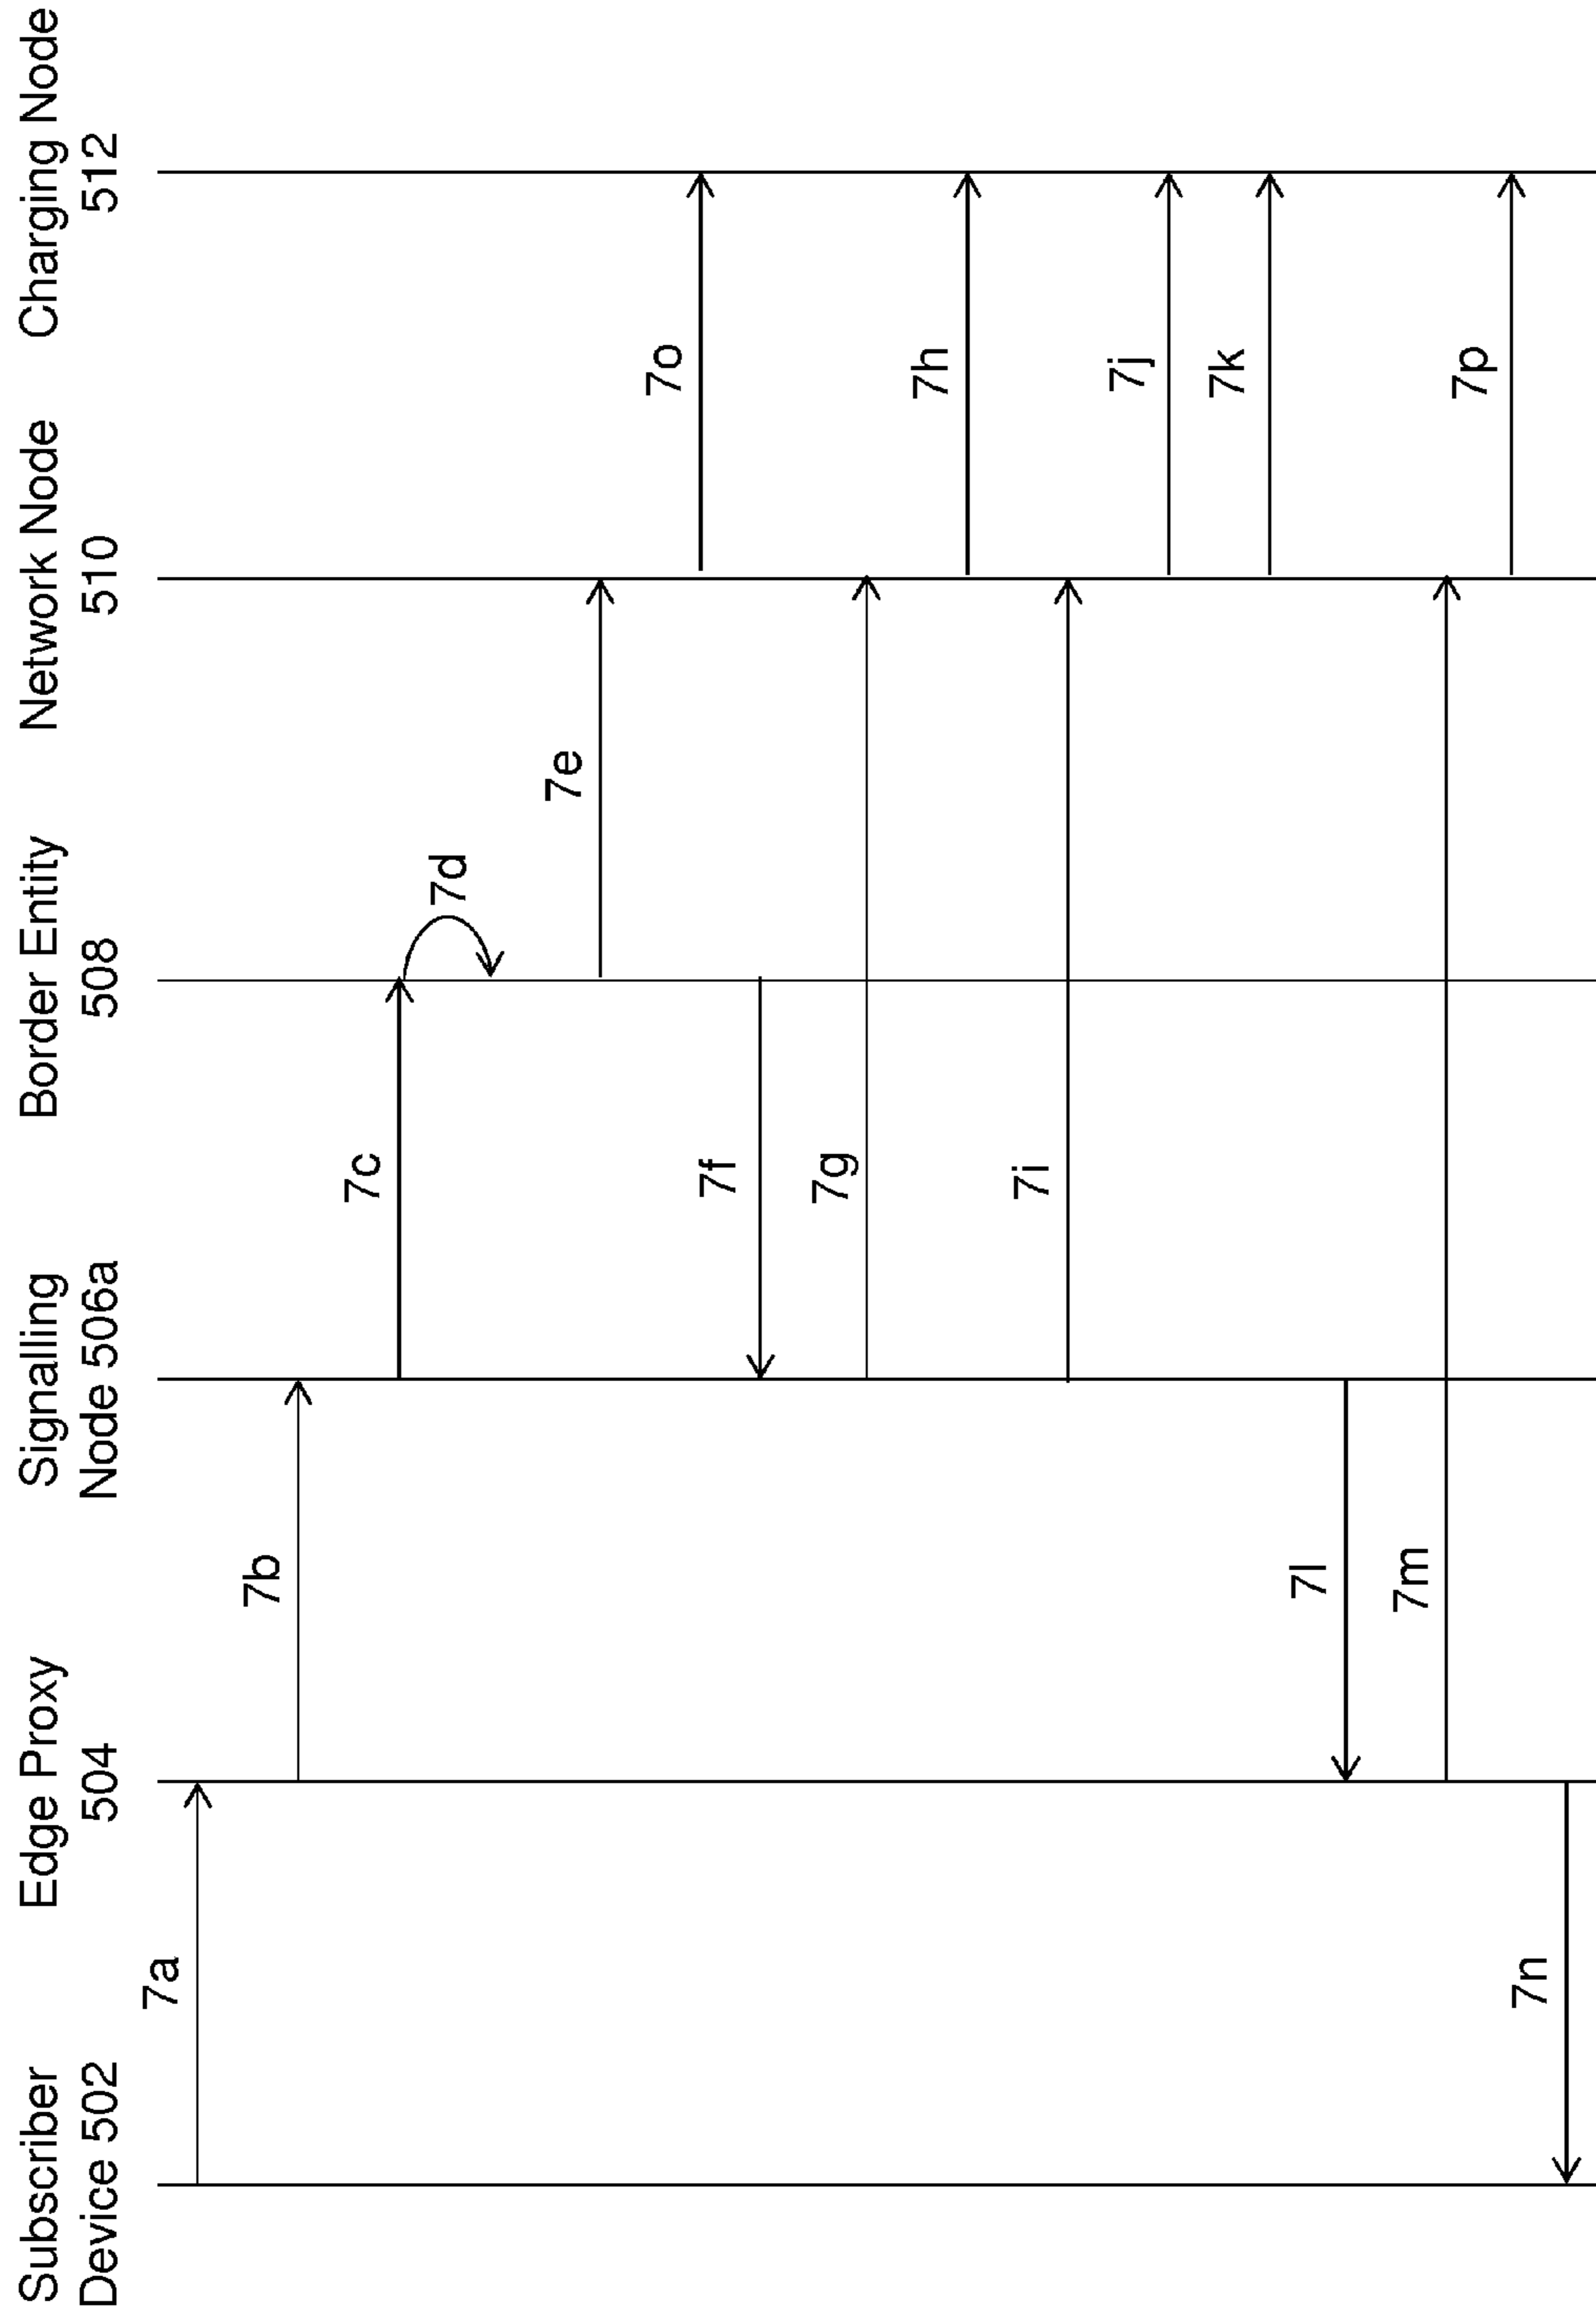 Subscriber
Device 502
Edge Proxy
504
Signalling
Node 506a
Border Entity
508
Network Node
510
Charging Node
512
7a
7b
7c
7d
7e
7o
7f
7g
7h
7i
7j
7k
7l
7m
7p
7n